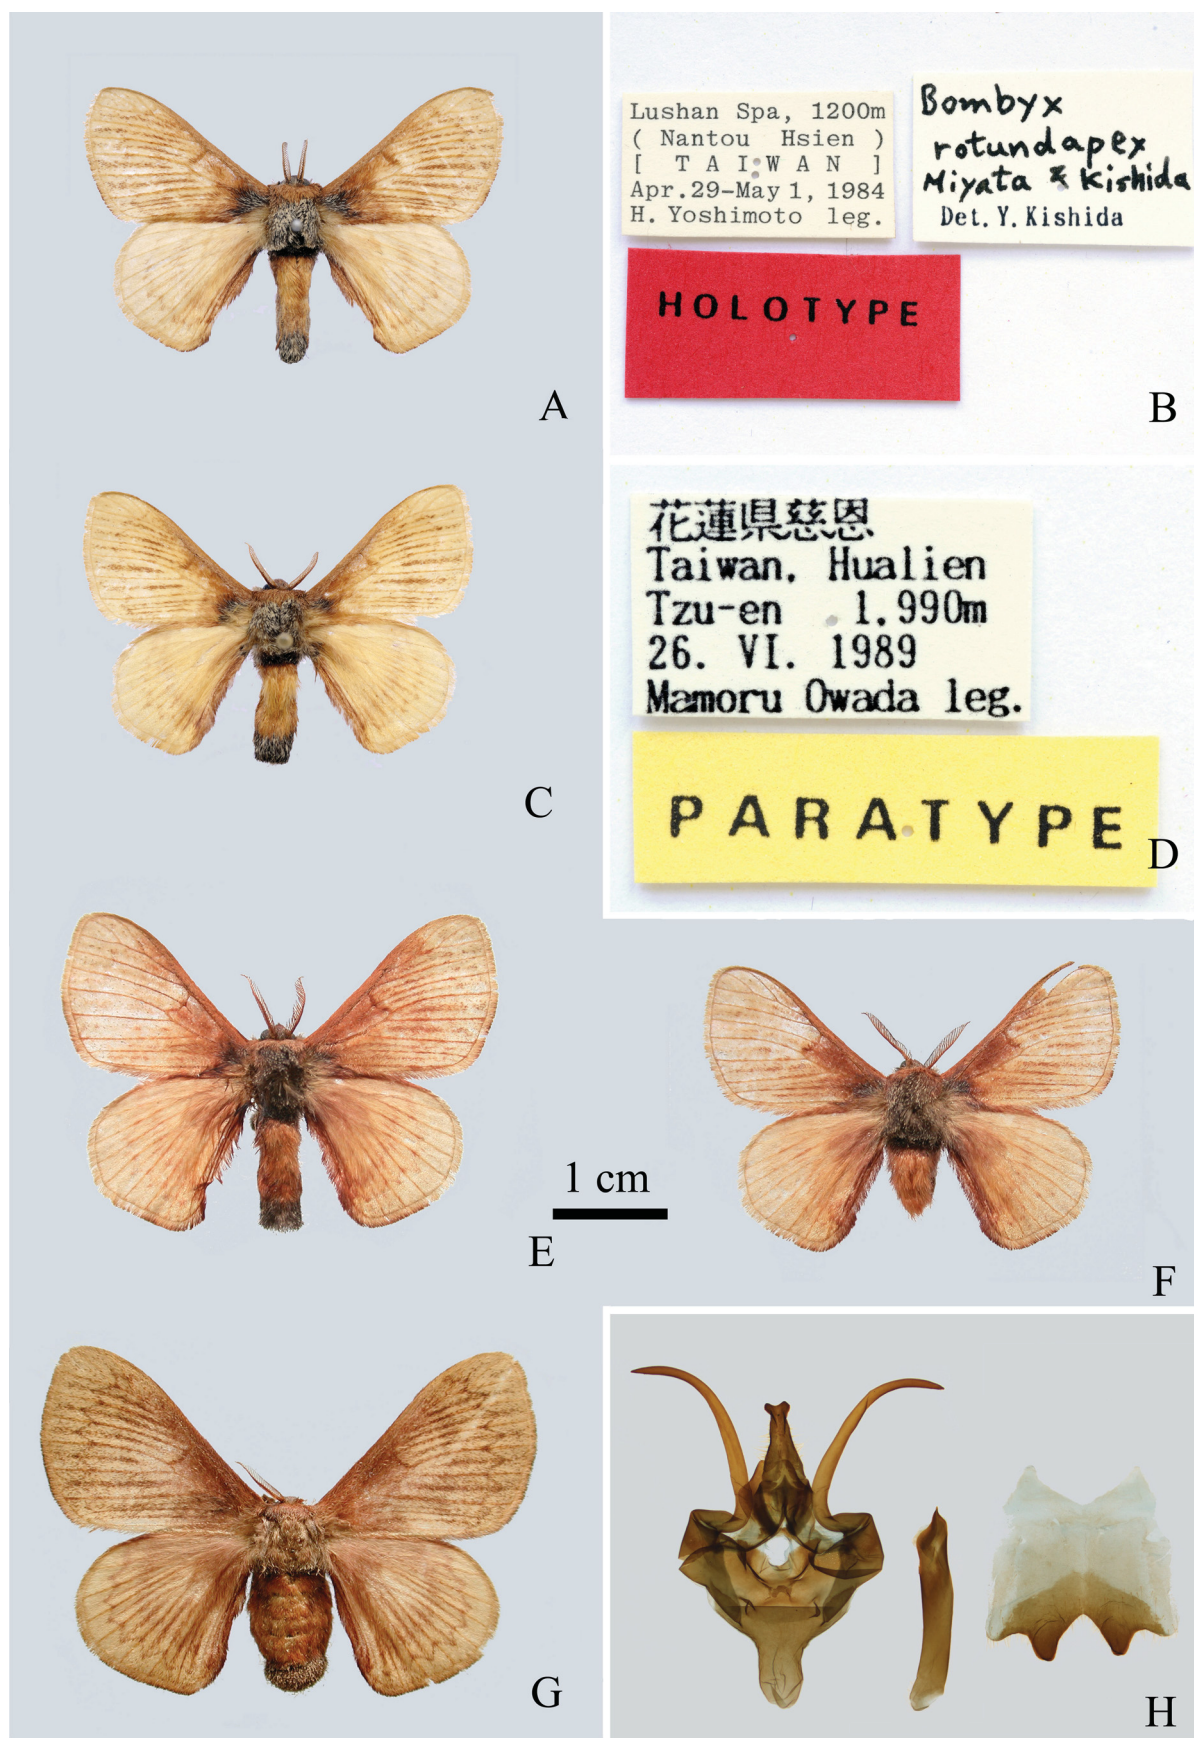 A
Lushan Spa, 1200m
( Nantou Hsien )
[ T A I W A N ]
Apr.29-May 1, 1984
H. Yoshimoto leg.
Bombyx
rotundapex
Miyata & Kishida
Det. Y. Kishida
HOLOTYPE
B
C
花蓮県慈恩
Taiwan. Hualien
Tzu-en 1.990m
26. VI. 1989
Mamoru Owada leg.
PARATYPE
D
E
1 cm
F
G
H